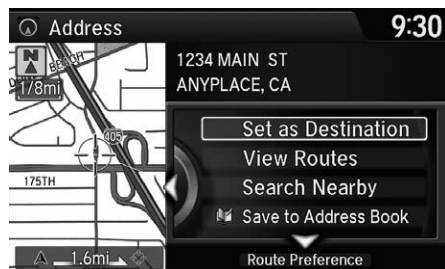 Address
9:30
N
BEACH
1/8mi
405
175TH
1.6mi
1234 MAIN ST
ANYPLACE, CA
Set as Destination
View Routes
Search Nearby
Save to Address Book
Route Preference